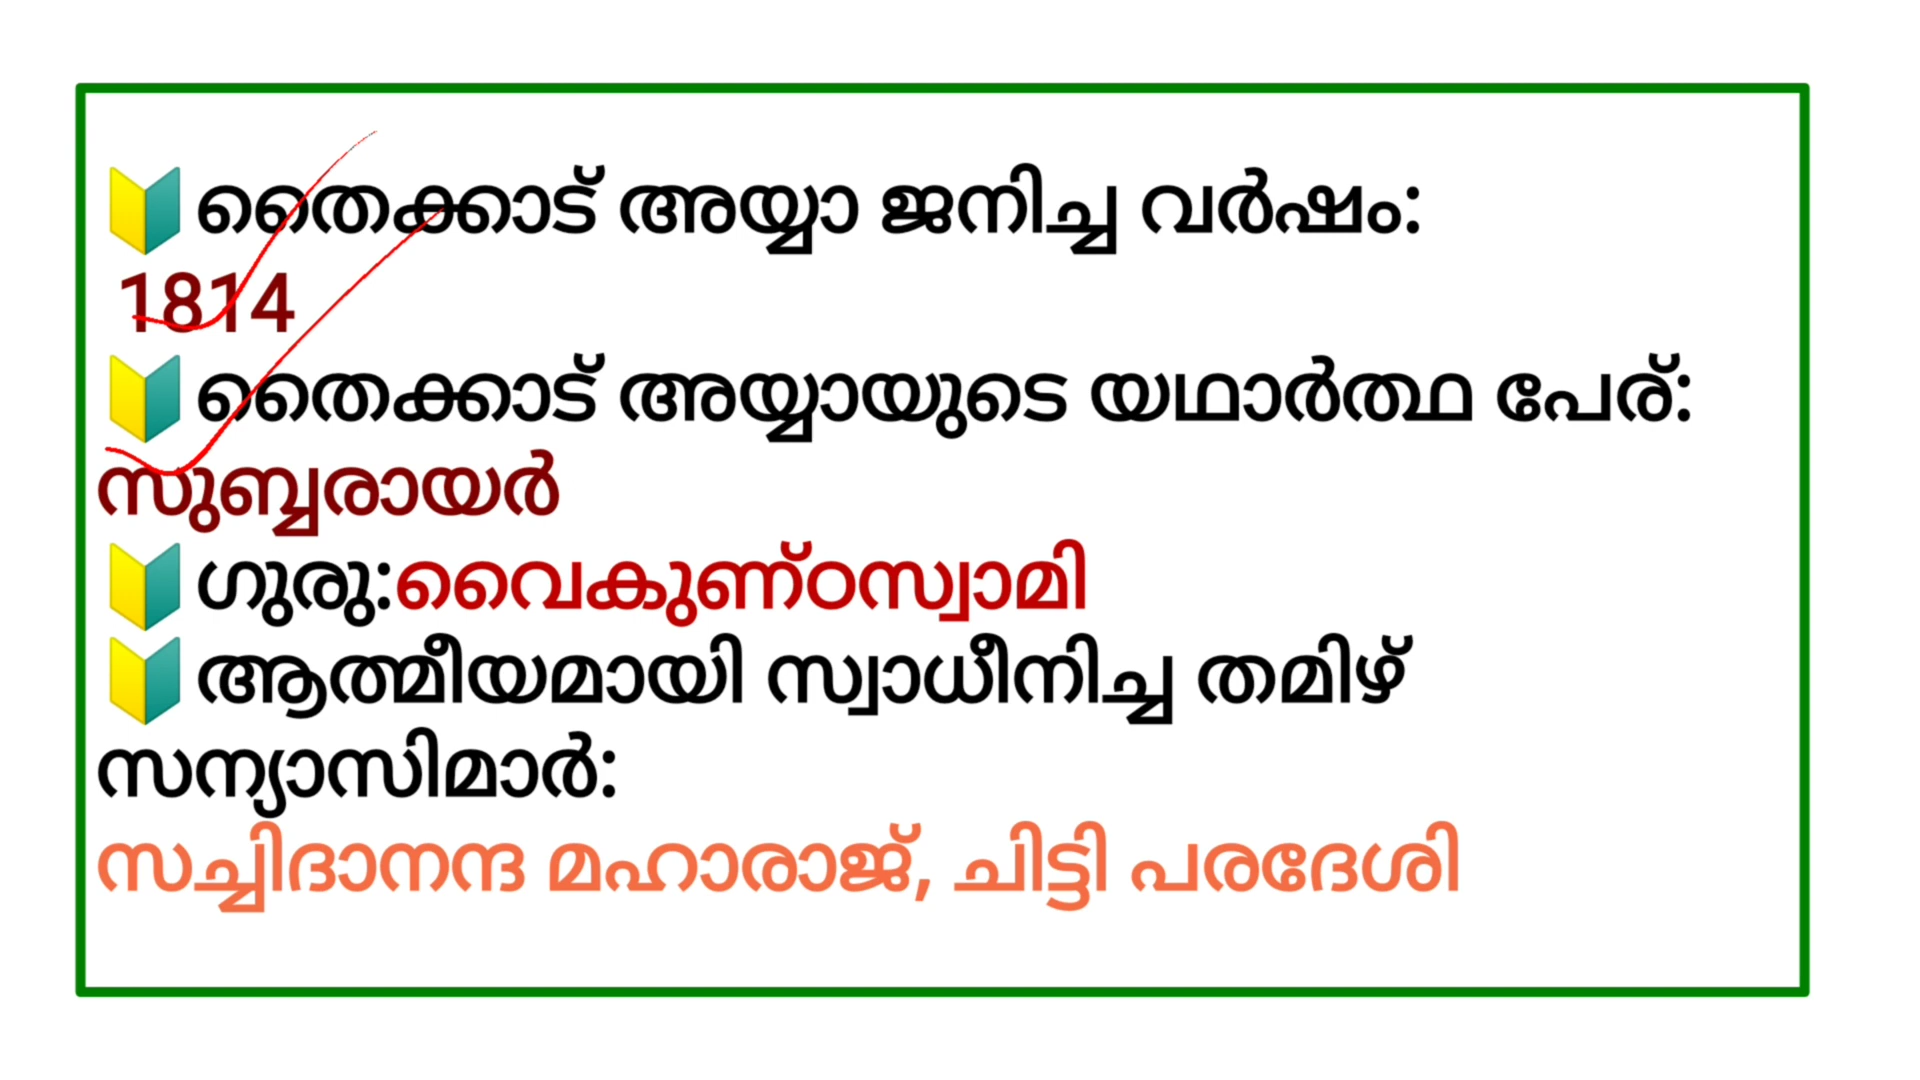 🔰തൈക്കാട് അയ്യാ ജനിച്ച വർഷം:
1814
🔰തൈക്കാട് അയ്യായുടെ യഥാർത്ഥ പേര്:
സുബ്ബരായർ
🔰ഗുരു:വൈകുണ്ഠസ്വാമി
🔰ആത്മീയമായി സ്വാധീനിച്ച തമിഴ്
സന്യാസിമാർ:
സച്ചിദാനന്ദ മഹാരാജ്, ചിട്ടി പരദേശി